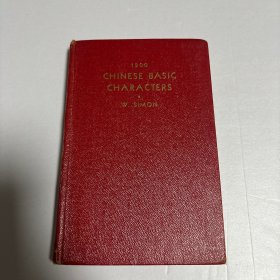 1200
CHINESE BASIC
CHARACTERS
W. SIMON